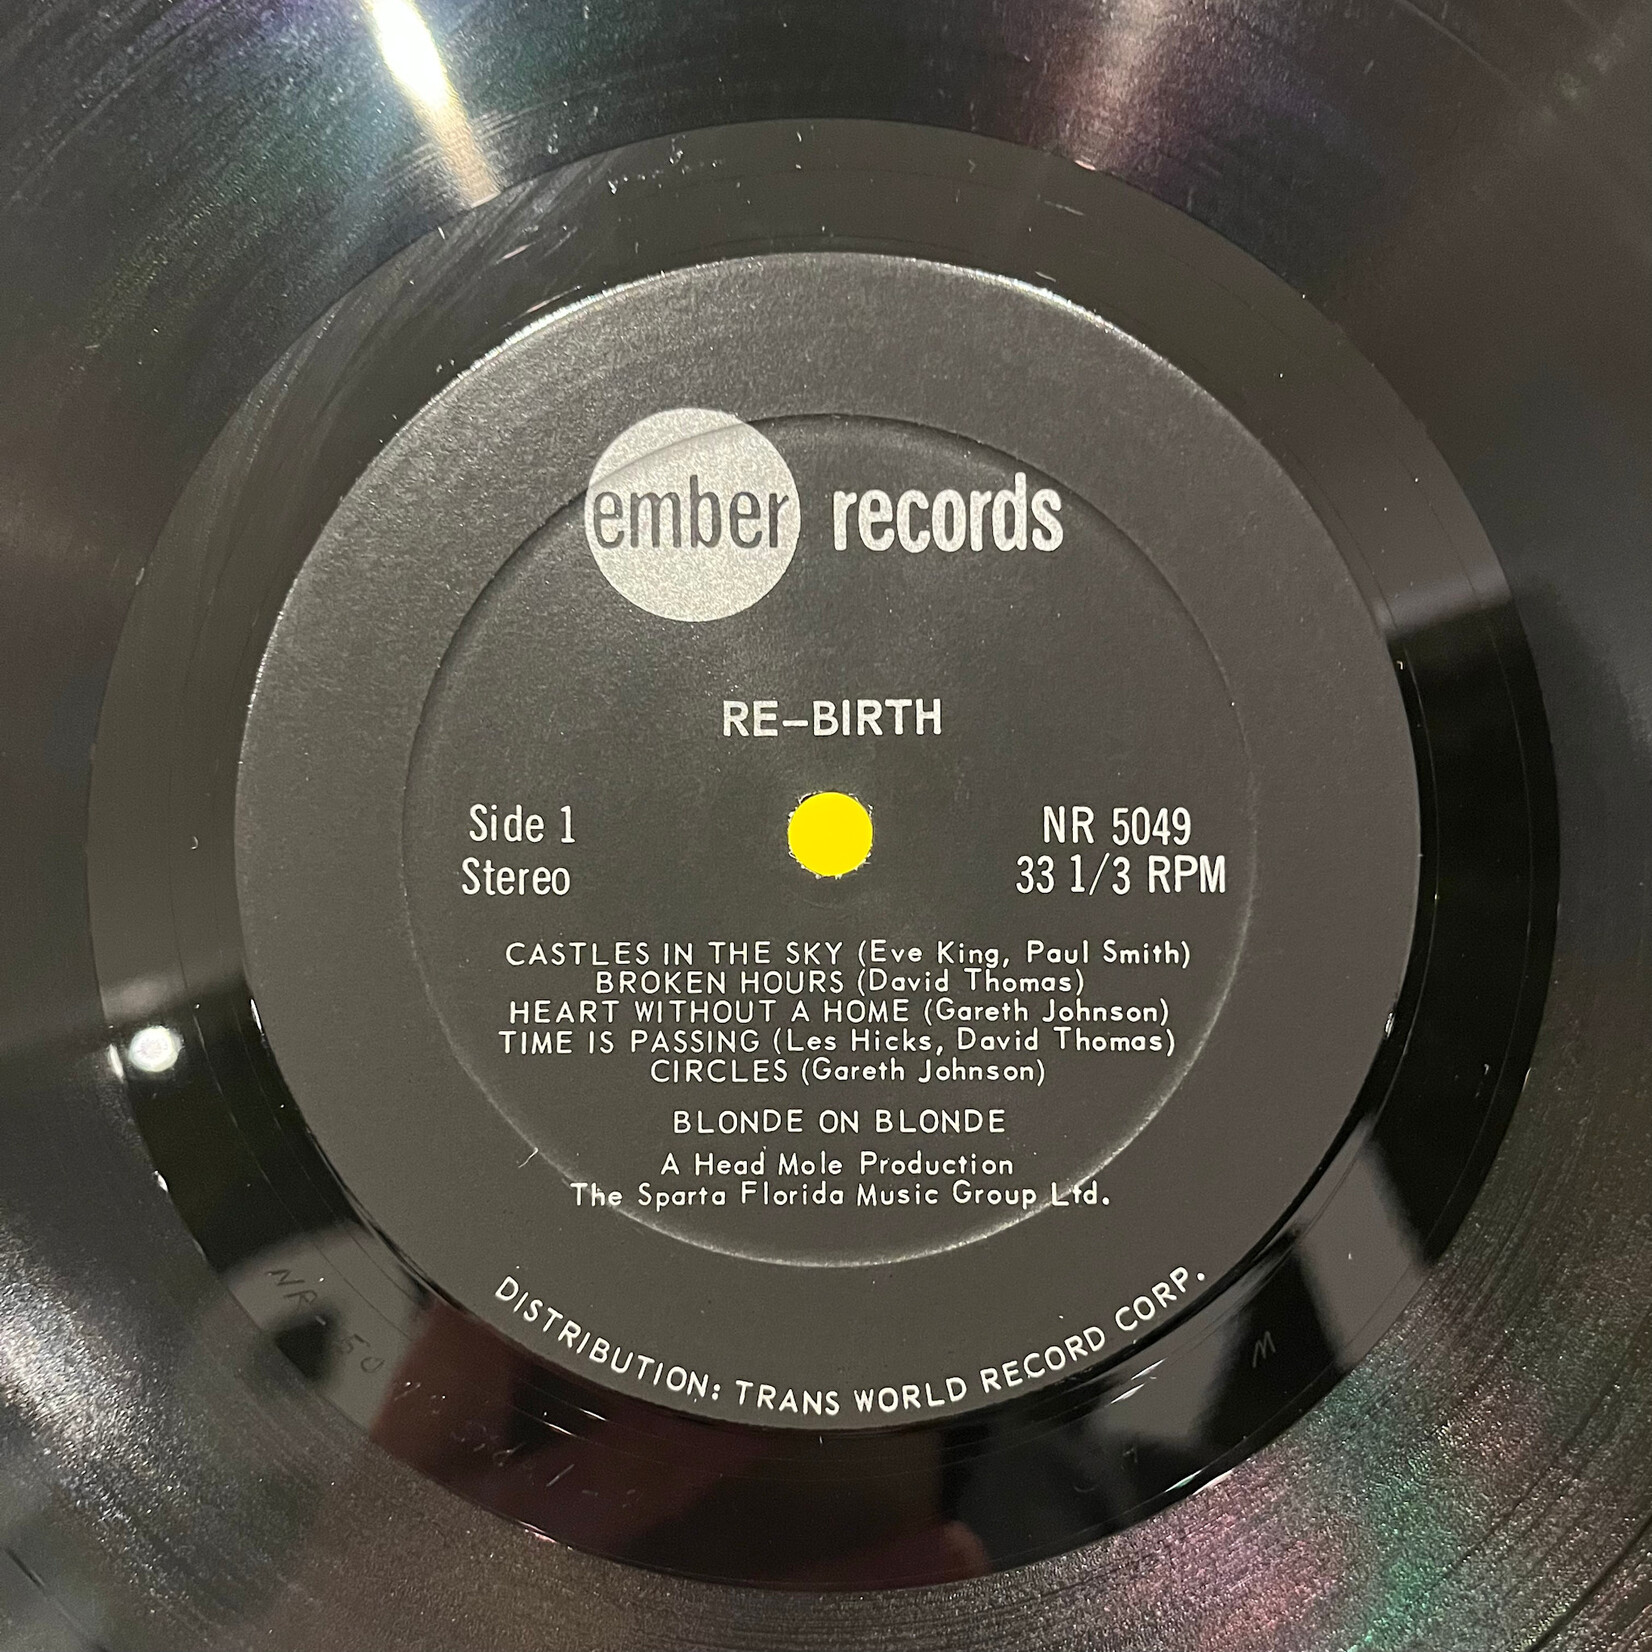 ember records
RE-BIRTH
Side 1
Stereo
NR 5049
33 1/3 RPM
CASTLES IN THE SKY (Eve King, Paul Smith)
BROKEN HOURS (David Thomas)
HEART WITHOUT A HOME (Gareth Johnson)
TIME IS PASSING (Les Hicks, David Thomas)
CIRCLES (Gareth Johnson)
BLONDE ON BLONDE
A Head Mole Production
The Sparta Florida Music Group Ltd.
DISTRIBUTION: TRANS WORLD RECORD CORP.
M